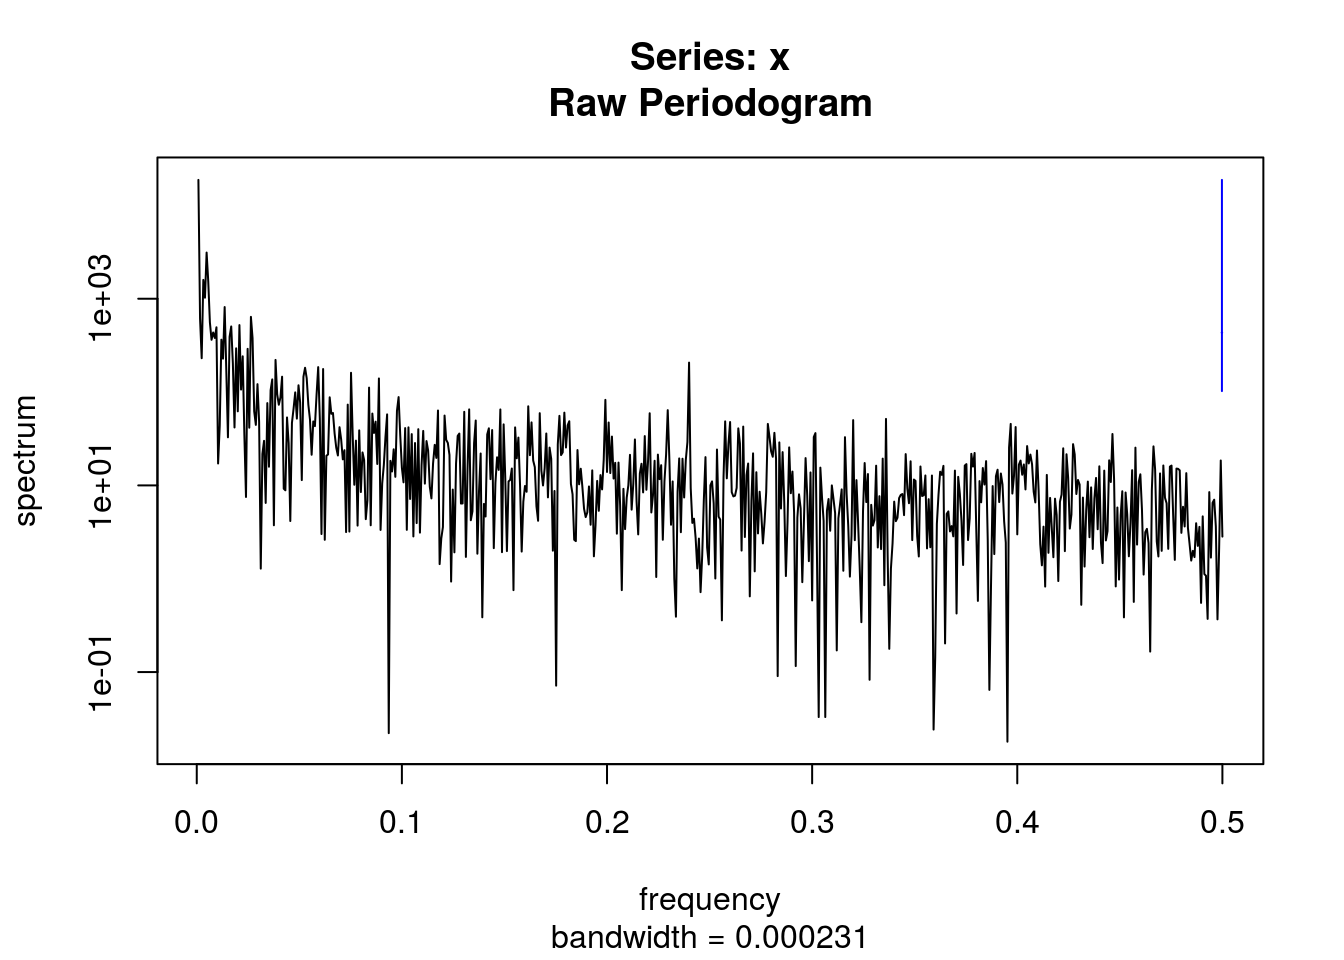 Series: x
Raw Periodogram
spectrum
1e+03
1e+01
1e-01
0.0 0.1 0.2 0.3 0.4 0.5
frequency
bandwidth = 0.000231